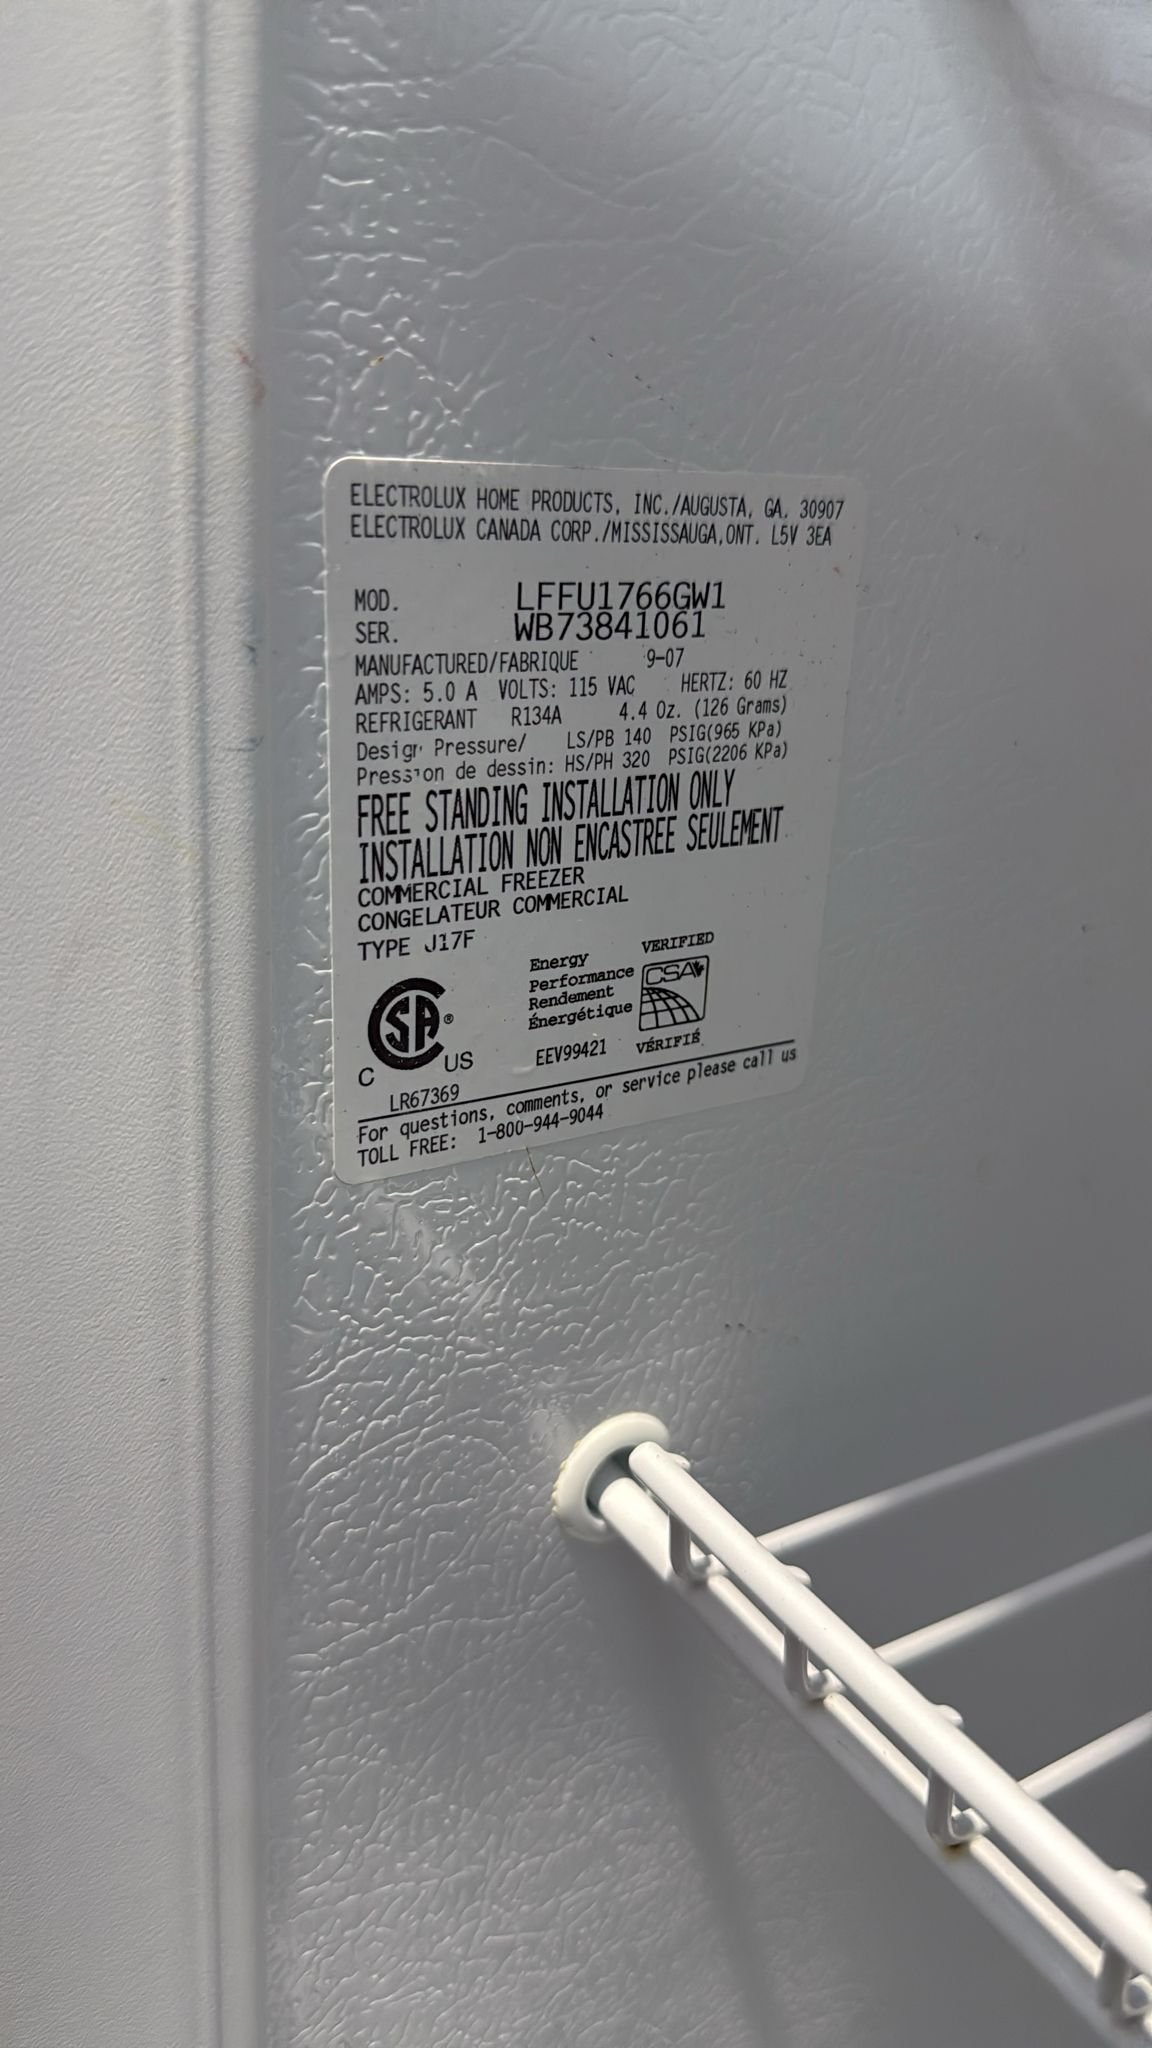 ELECTROLUX HOME PRODUCTS, INC./AUGUSTA, GA. 30907
ELECTROLUX CANADA CORP./MISSISSAUGA,ONT. L5V 3EA
MOD. LFFU1766GW1
SER. WB73841061
MANUFACTURED/FABRIQUE 9-07
AMPS: 5.0 A VOLTS: 115 VAC HERTZ: 60 HZ
REFRIGERANT R134A 4.4 Oz. (126 Grams)
Design Pressure/ LS/PB 140 PSIG(965 KPa)
Pression de dessin: HS/PH 320 PSIG(2206 KPa)
FREE STANDING INSTALLATION ONLY
INSTALLATION NON ENCASTREE SEULEMENT
COMMERCIAL FREEZER
CONGELATEUR COMMERCIAL
TYPE J17F
CSA®
C US
LR67369
Energy
Performance
Rendement
Énergétique
EEV99421
VERIFIED
CSA
VÉRIFIÉ
For questions, comments, or service please call us
TOLL FREE: 1-800-944-9044